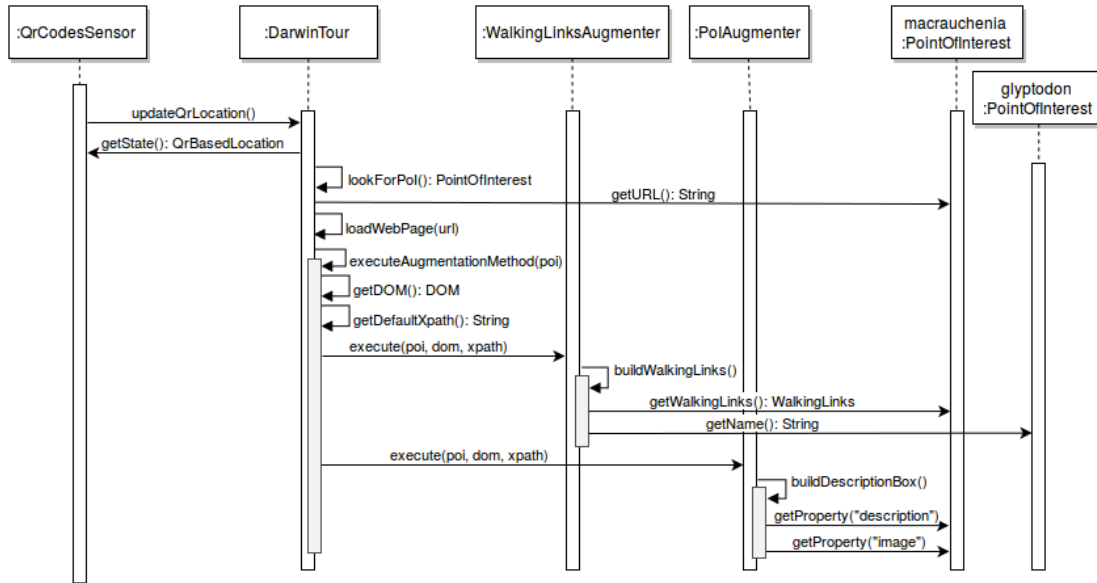 :QrCodesSensor
:DarwinTour
:WalkingLinksAugmenter
:PoIAugmenter
macrauchenia
:PointOfInterest
glyptodon
:PointOfInterest
updateQrLocation()
getState(): QrBasedLocation
lookForPoI(): PointOfInterest
getURL(): String
loadWebPage(url)
executeAugmentationMethod(poi)
getDOM(): DOM
getDefaultXpath(): String
execute(poi, dom, xpath)
buildWalkingLinks()
getWalkingLinks(): WalkingLinks
getName(): String
execute(poi, dom, xpath)
buildDescriptionBox()
getProperty("description")
getProperty("image")